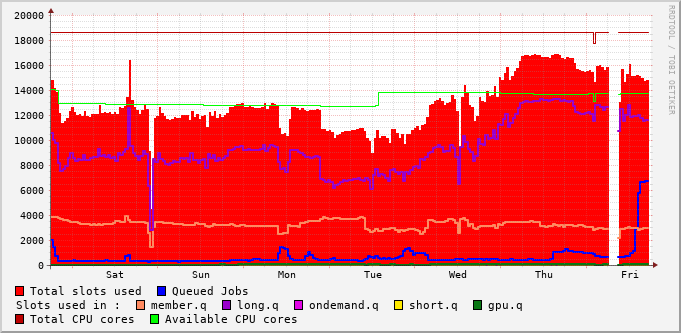 20000
18000
16000
14000
12000
10000
8000
6000
4000
2000
0
Sat Sun Mon Tue Wed Thu Fri
RRDTOOL / TOBI OETIKER
Total slots used Queued Jobs
Slots used in : member.q long.q ondemand.q short.q gpu.q
Total CPU cores Available CPU cores